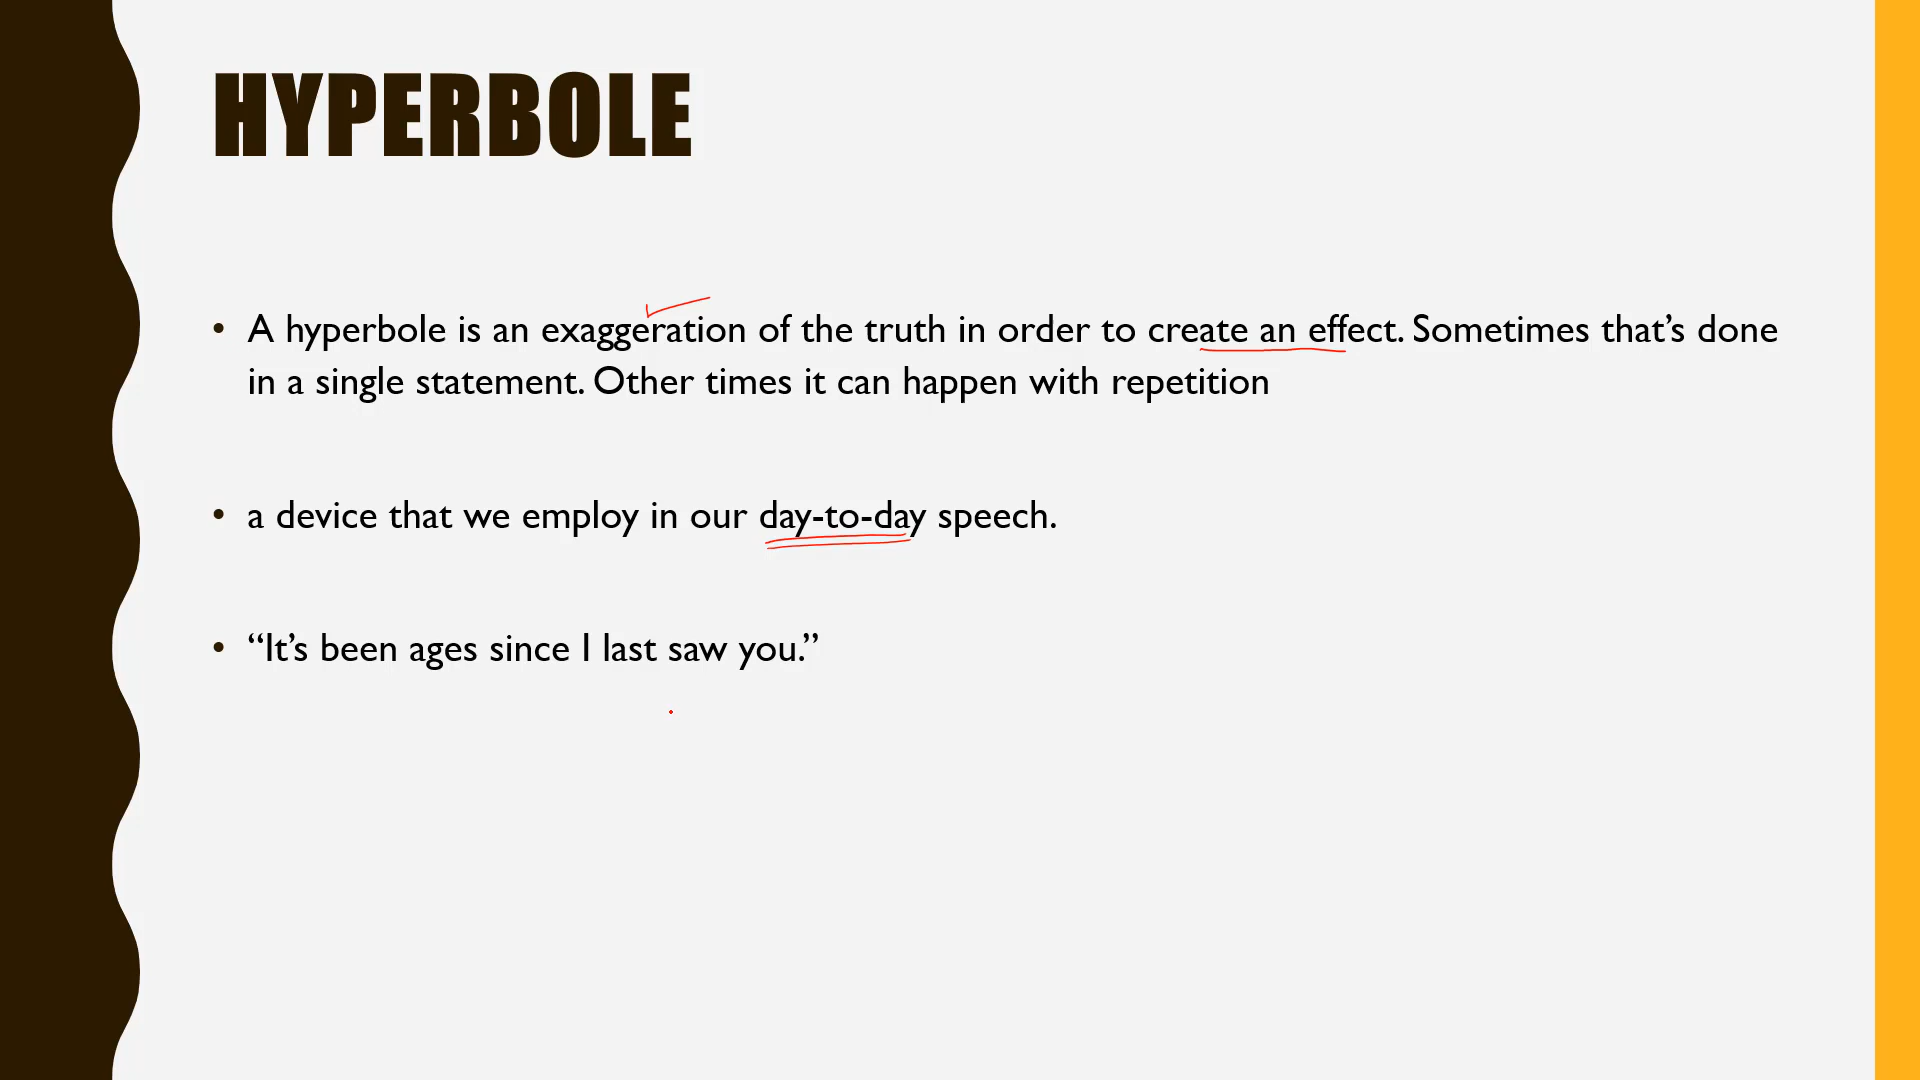 HYPERBOLE
• A hyperbole is an exaggeration of the truth in order to create an effect. Sometimes that’s done
in a single statement. Other times it can happen with repetition
• a device that we employ in our day-to-day speech.
• “It’s been ages since I last saw you.”